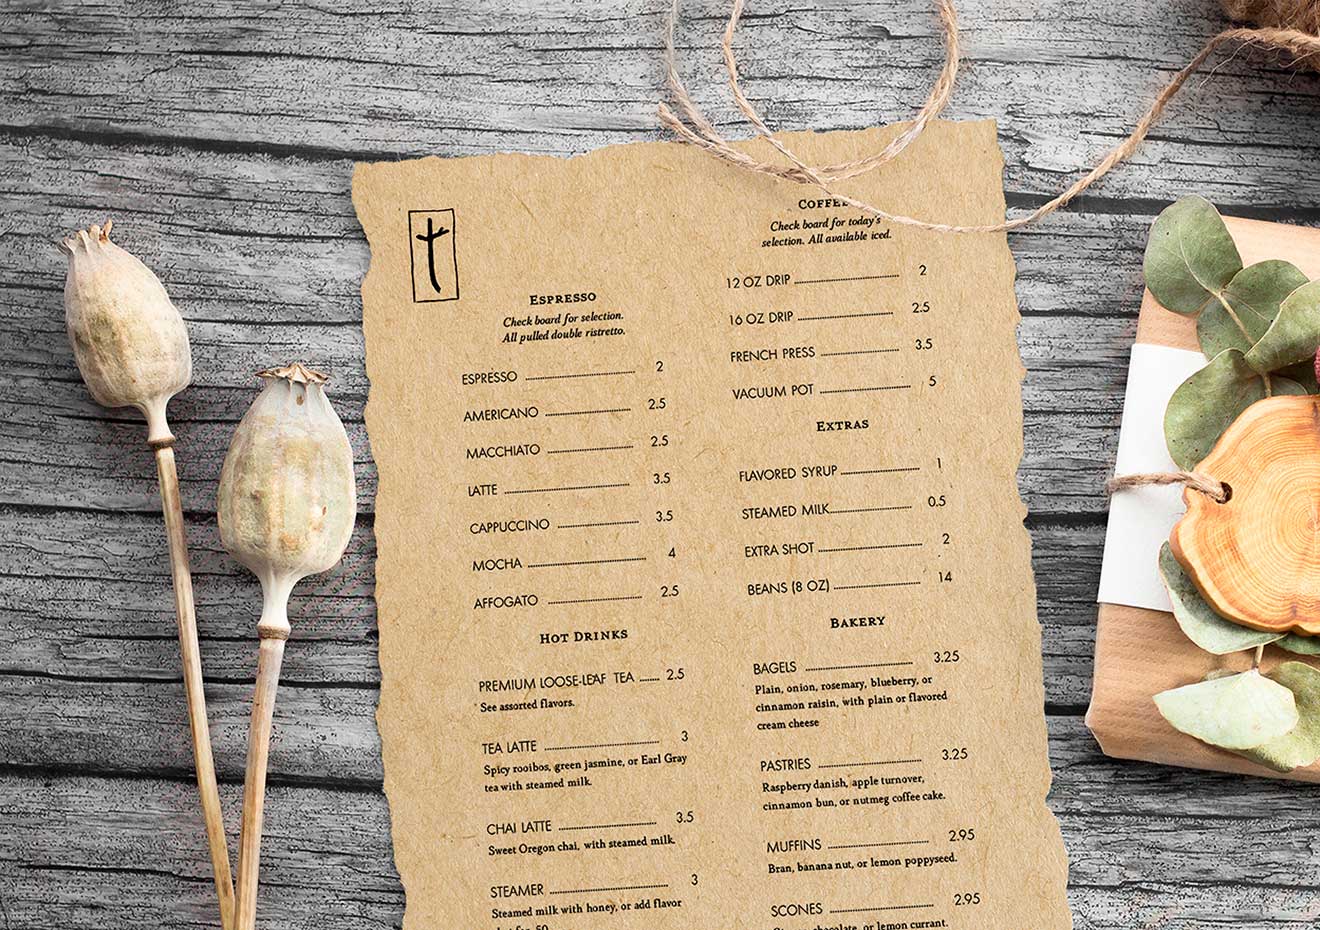 ESPRESSO
Check board for selection.
All pulled double ristretto.
ESPRESSO 2
AMERICANO 2.5
MACCHIATO 2.5
LATTE 3.5
CAPPUCCINO 3.5
MOCHA 4
AFFOGATO 2.5
HOT DRINKS
PREMIUM LOOSE-LEAF TEA 2.5
See assorted flavors.
TEA LATTE 3
Spicy rooibos, green jasmine, or Earl Gray
tea with steamed milk.
CHAI LATTE 3.5
Sweet Oregon chai, with steamed milk.
STEAMER 3
Steamed milk with honey, or add flavor
COFFEE
Check board for today's
selection. All available iced.
12 OZ DRIP 2
16 OZ DRIP 2.5
FRENCH PRESS 3.5
VACUUM POT 5
EXTRAS
FLAVORED SYRUP 1
STEAMED MILK 0.5
EXTRA SHOT 2
BEANS (8 OZ) 14
BAKERY
BAGELS 3.25
Plain, onion, rosemary, blueberry, or
cinnamon raisin, with plain or flavored
cream cheese
PASTRIES 3.25
Raspberry danish, apple turnover,
cinnamon bun, or nutmeg coffee cake.
MUFFINS 2.95
Bran, banana nut, or lemon poppyseed.
SCONES 2.95
chocolate, or lemon currant.